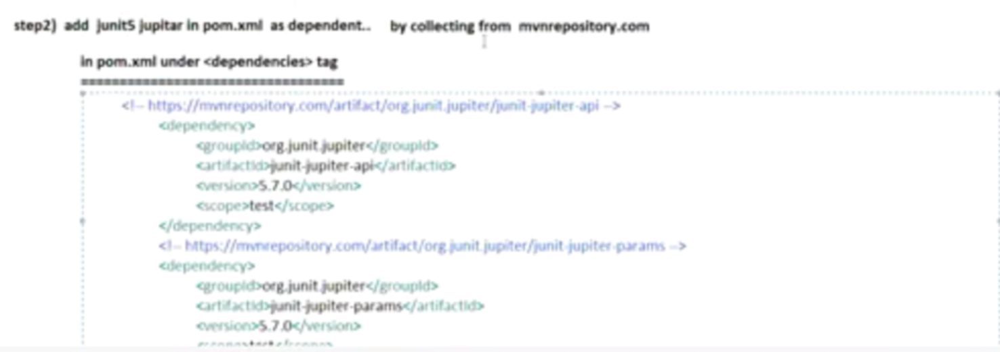 step2) add junit5 jupitar in pom.xml as dependent.. by collecting from mvnrepository.com
in pom.xml under <dependencies> tag
==================================
<!-- https://mvnrepository.com/artifact/org.junit.jupiter/junit-jupiter-api -->
<dependency>
<groupId>org.junit.jupiter</groupId>
<artifactId>junit-jupiter-api</artifactId>
<version>5.7.0</version>
<scope>test</scope>
</dependency>
<!-- https://mvnrepository.com/artifact/org.junit.jupiter/junit-jupiter-params -->
<dependency>
<groupId>org.junit.jupiter</groupId>
<artifactId>junit-jupiter-params</artifactId>
<version>5.7.0</version>
<scope>test</scope>